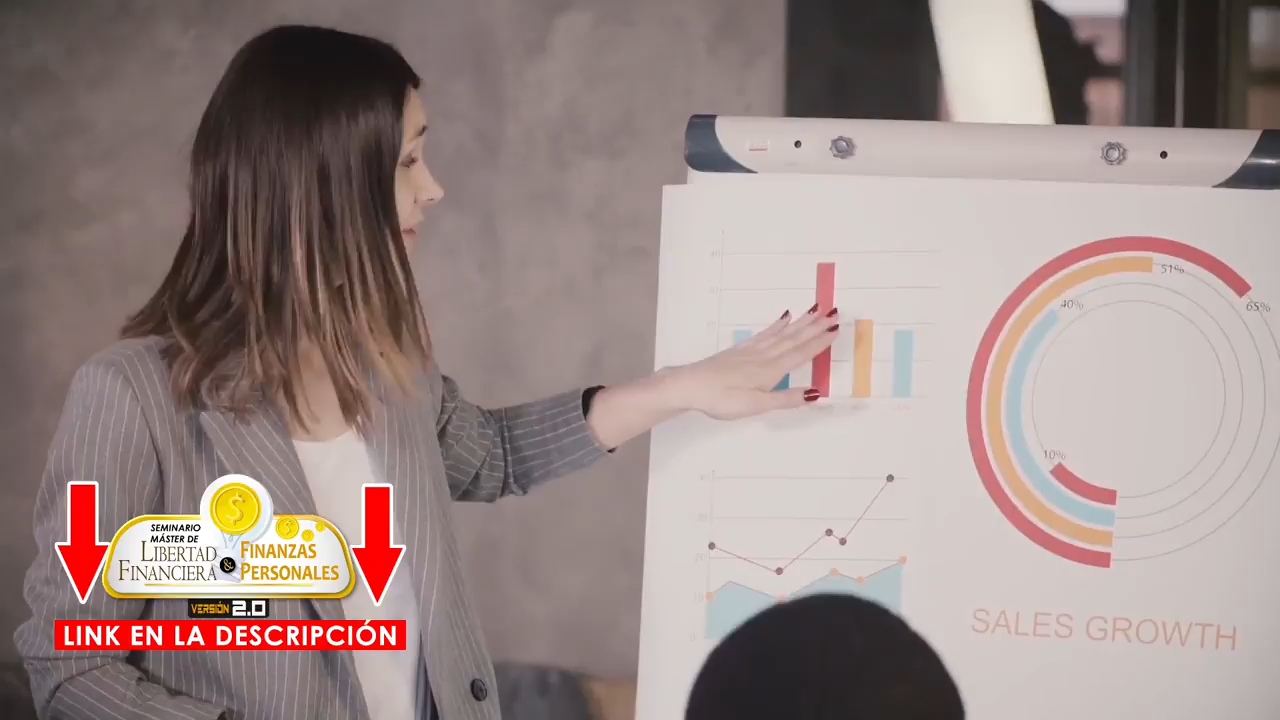 51%
40%
65%
10%
SALES GROWTH
SEMINARIO
MÁSTER DE
LIBERTAD
FINANCIERA
&
FINANZAS
PERSONALES
VERSIÓN 2.0
LINK EN LA DESCRIPCIÓN